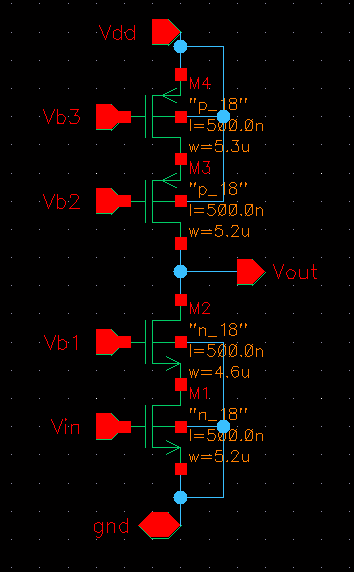 Vdd
M4
Vb3
"p_18"
l=500.0n
w=5.3u
M3
Vb2
"p_18"
l=500.0n
w=5.2u
Vout
M2
Vb1
"n_18"
l=500.0n
w=4.6u
M1
Vin
"n_18"
l=500.0n
w=5.2u
gnd